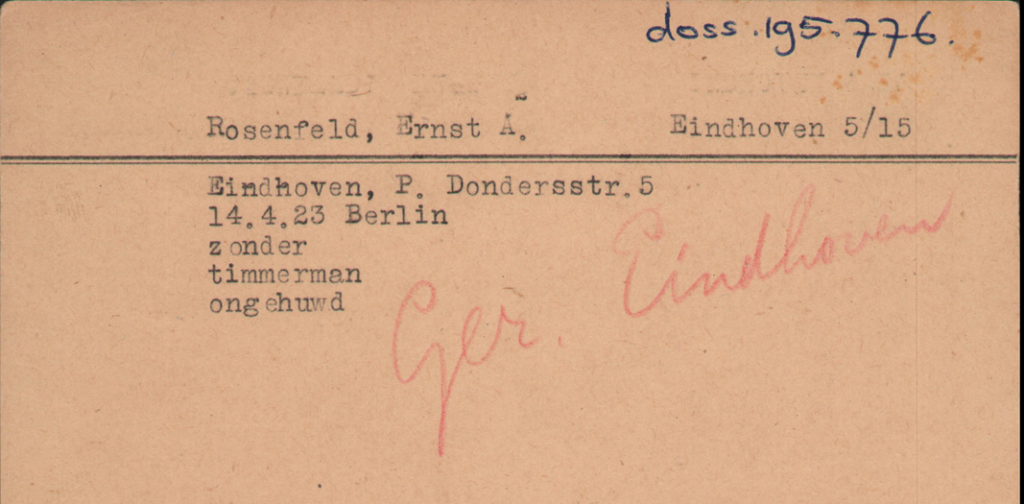 doss. 195.776.
Rosenfeld, Ernst A. Eindhoven 5/15
Eindhoven, P. Dondersstr. 5
14.4.23 Berlin
zonder
timmerman
ongehuwd
Ger. Eindhoven